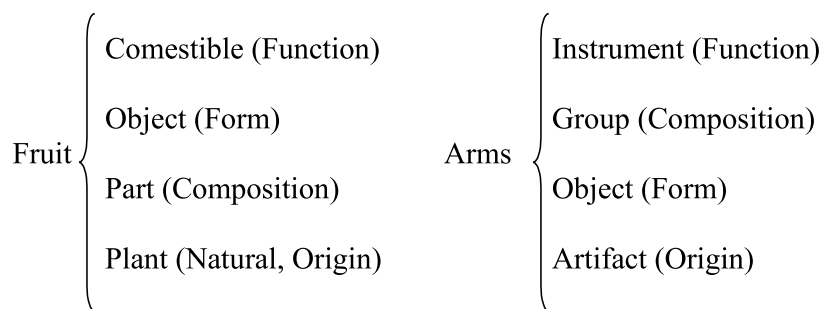 Fruit
Comestible (Function)
Object (Form)
Part (Composition)
Plant (Natural, Origin)
Arms
Instrument (Function)
Group (Composition)
Object (Form)
Artifact (Origin)